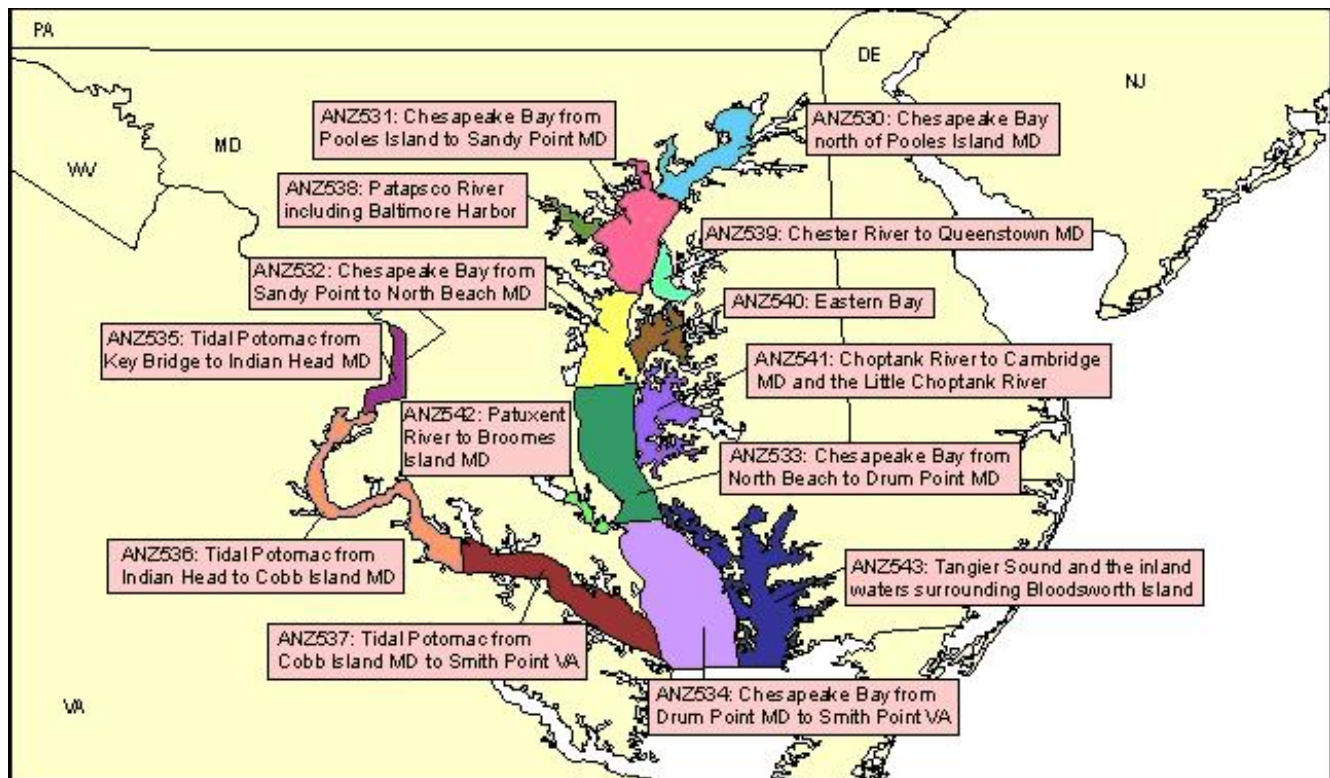 PA
DE
NJ
MD
WV
VA
ANZ531: Chesapeake Bay from
Pooles Island to Sandy Point MD
ANZ530: Chesapeake Bay
north of Pooles Island MD
ANZ538: Patapsco River
including Baltimore Harbor
ANZ539: Chester River to Queenstown MD
ANZ532: Chesapeake Bay from
Sandy Point to North Beach MD
ANZ540: Eastern Bay
ANZ535: Tidal Potomac from
Key Bridge to Indian Head MD
ANZ541: Choptank River to Cambridge
MD and the Little Choptank River
ANZ542: Patuxent
River to Broomes
Island MD
ANZ533: Chesapeake Bay from
North Beach to Drum Point MD
ANZ536: Tidal Potomac from
Indian Head to Cobb Island MD
ANZ543: Tangier Sound and the inland
waters surrounding Bloodsworth Island
ANZ537: Tidal Potomac from
Cobb Island MD to Smith Point VA
ANZ534: Chesapeake Bay from
Drum Point MD to Smith Point VA